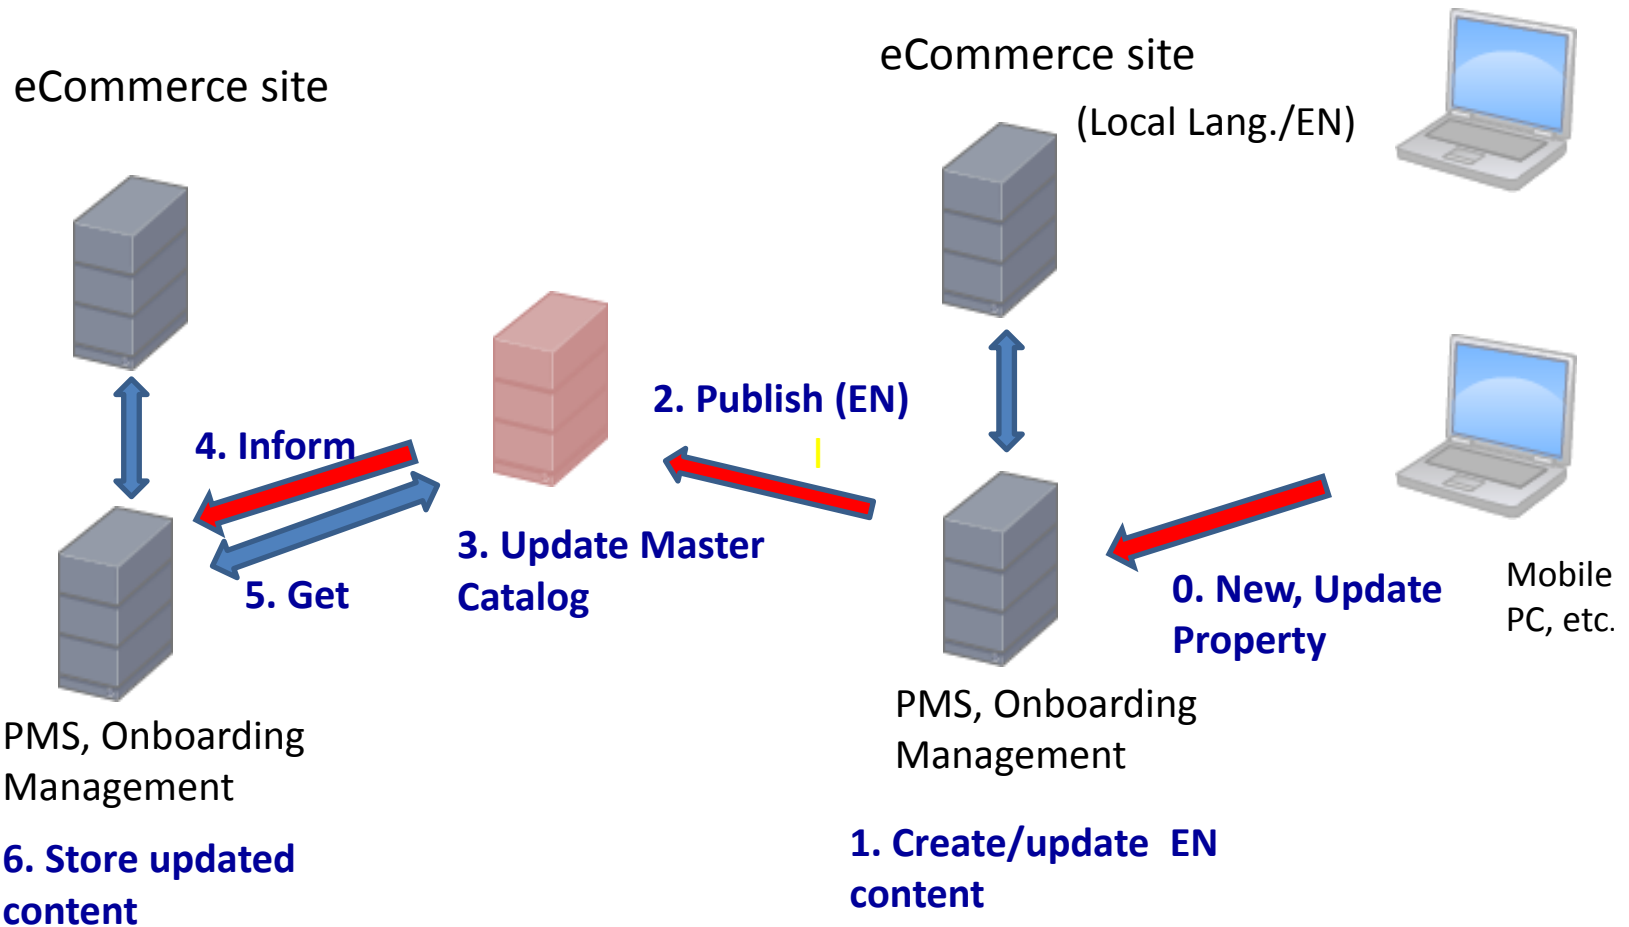 eCommerce site
eCommerce site
(Local Lang./EN)
2. Publish (EN)
4. Inform
3. Update Master
Catalog
5. Get
0. New, Update
Property
Mobile
PC, etc.
PMS, Onboarding
Management
PMS, Onboarding
Management
6. Store updated
content
1. Create/update  EN
content